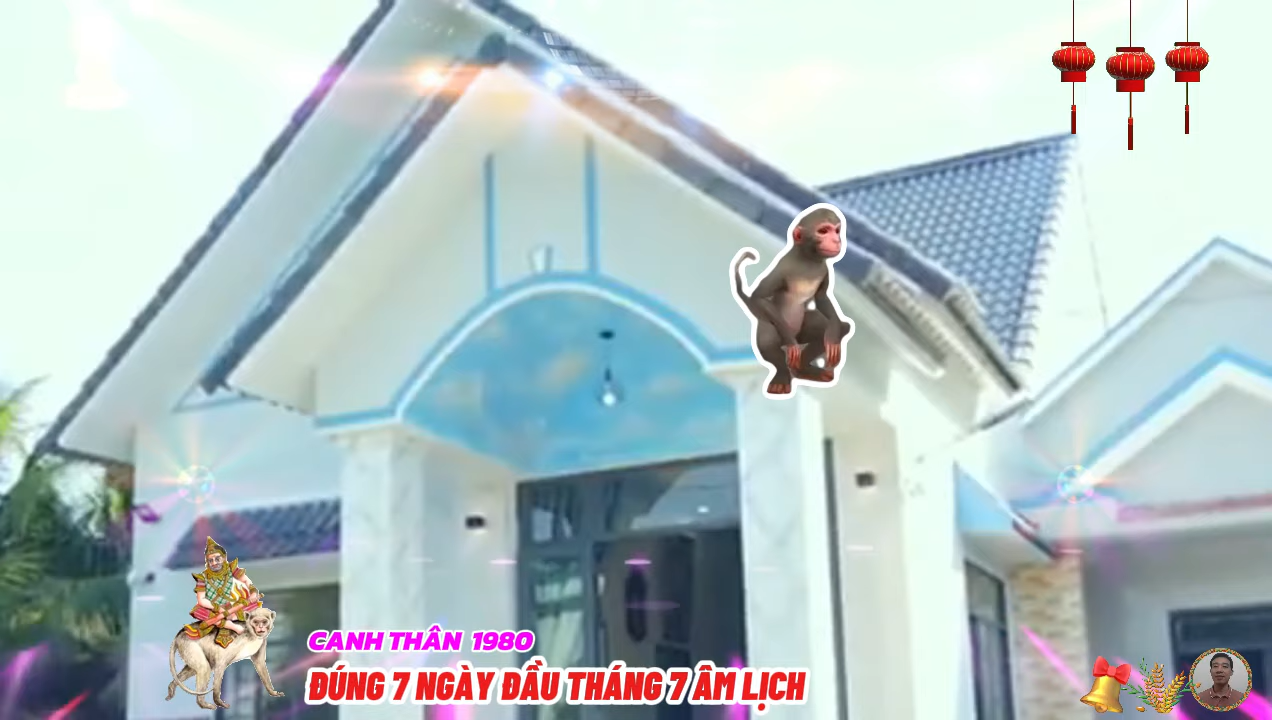 CANH THÂN 1980
ĐÚNG 7 NGÀY ĐẦU THÁNG 7 ÂM LỊCH